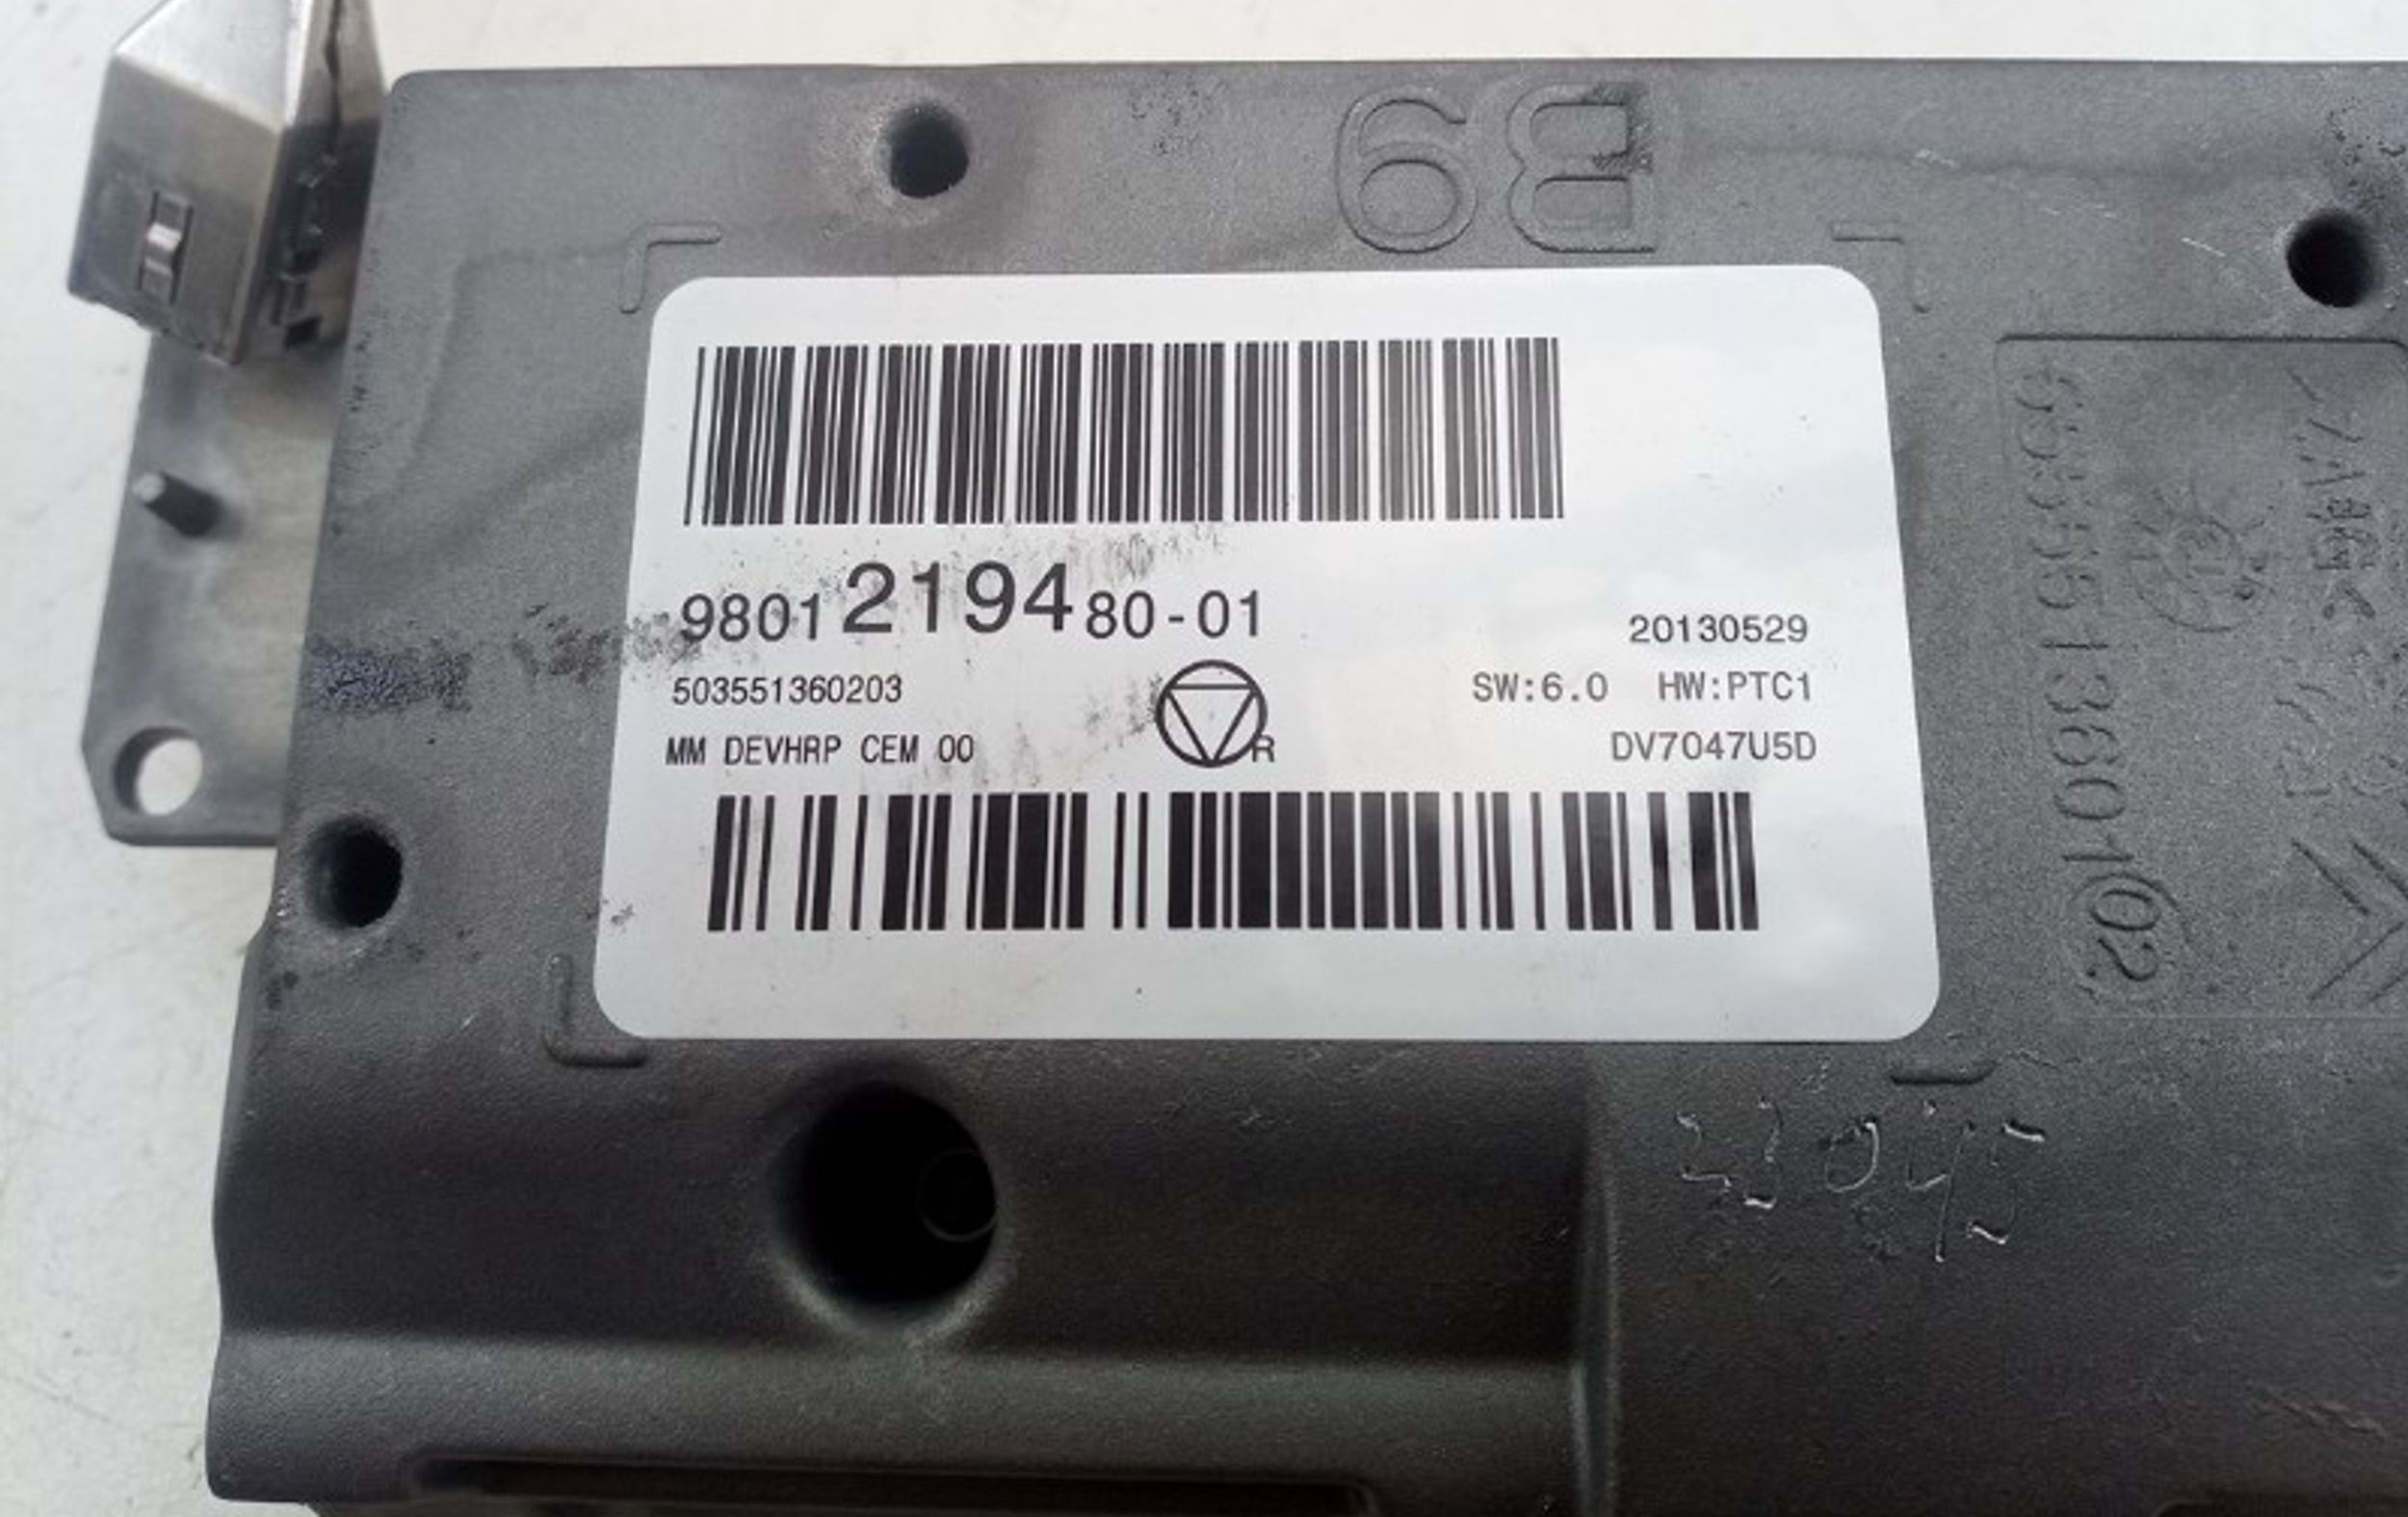 B9
9801219480-01
20130529
503551360203
SW:6.0 HW:PTC1
MM DEVHRP CEM 00
R
DV7047U5D